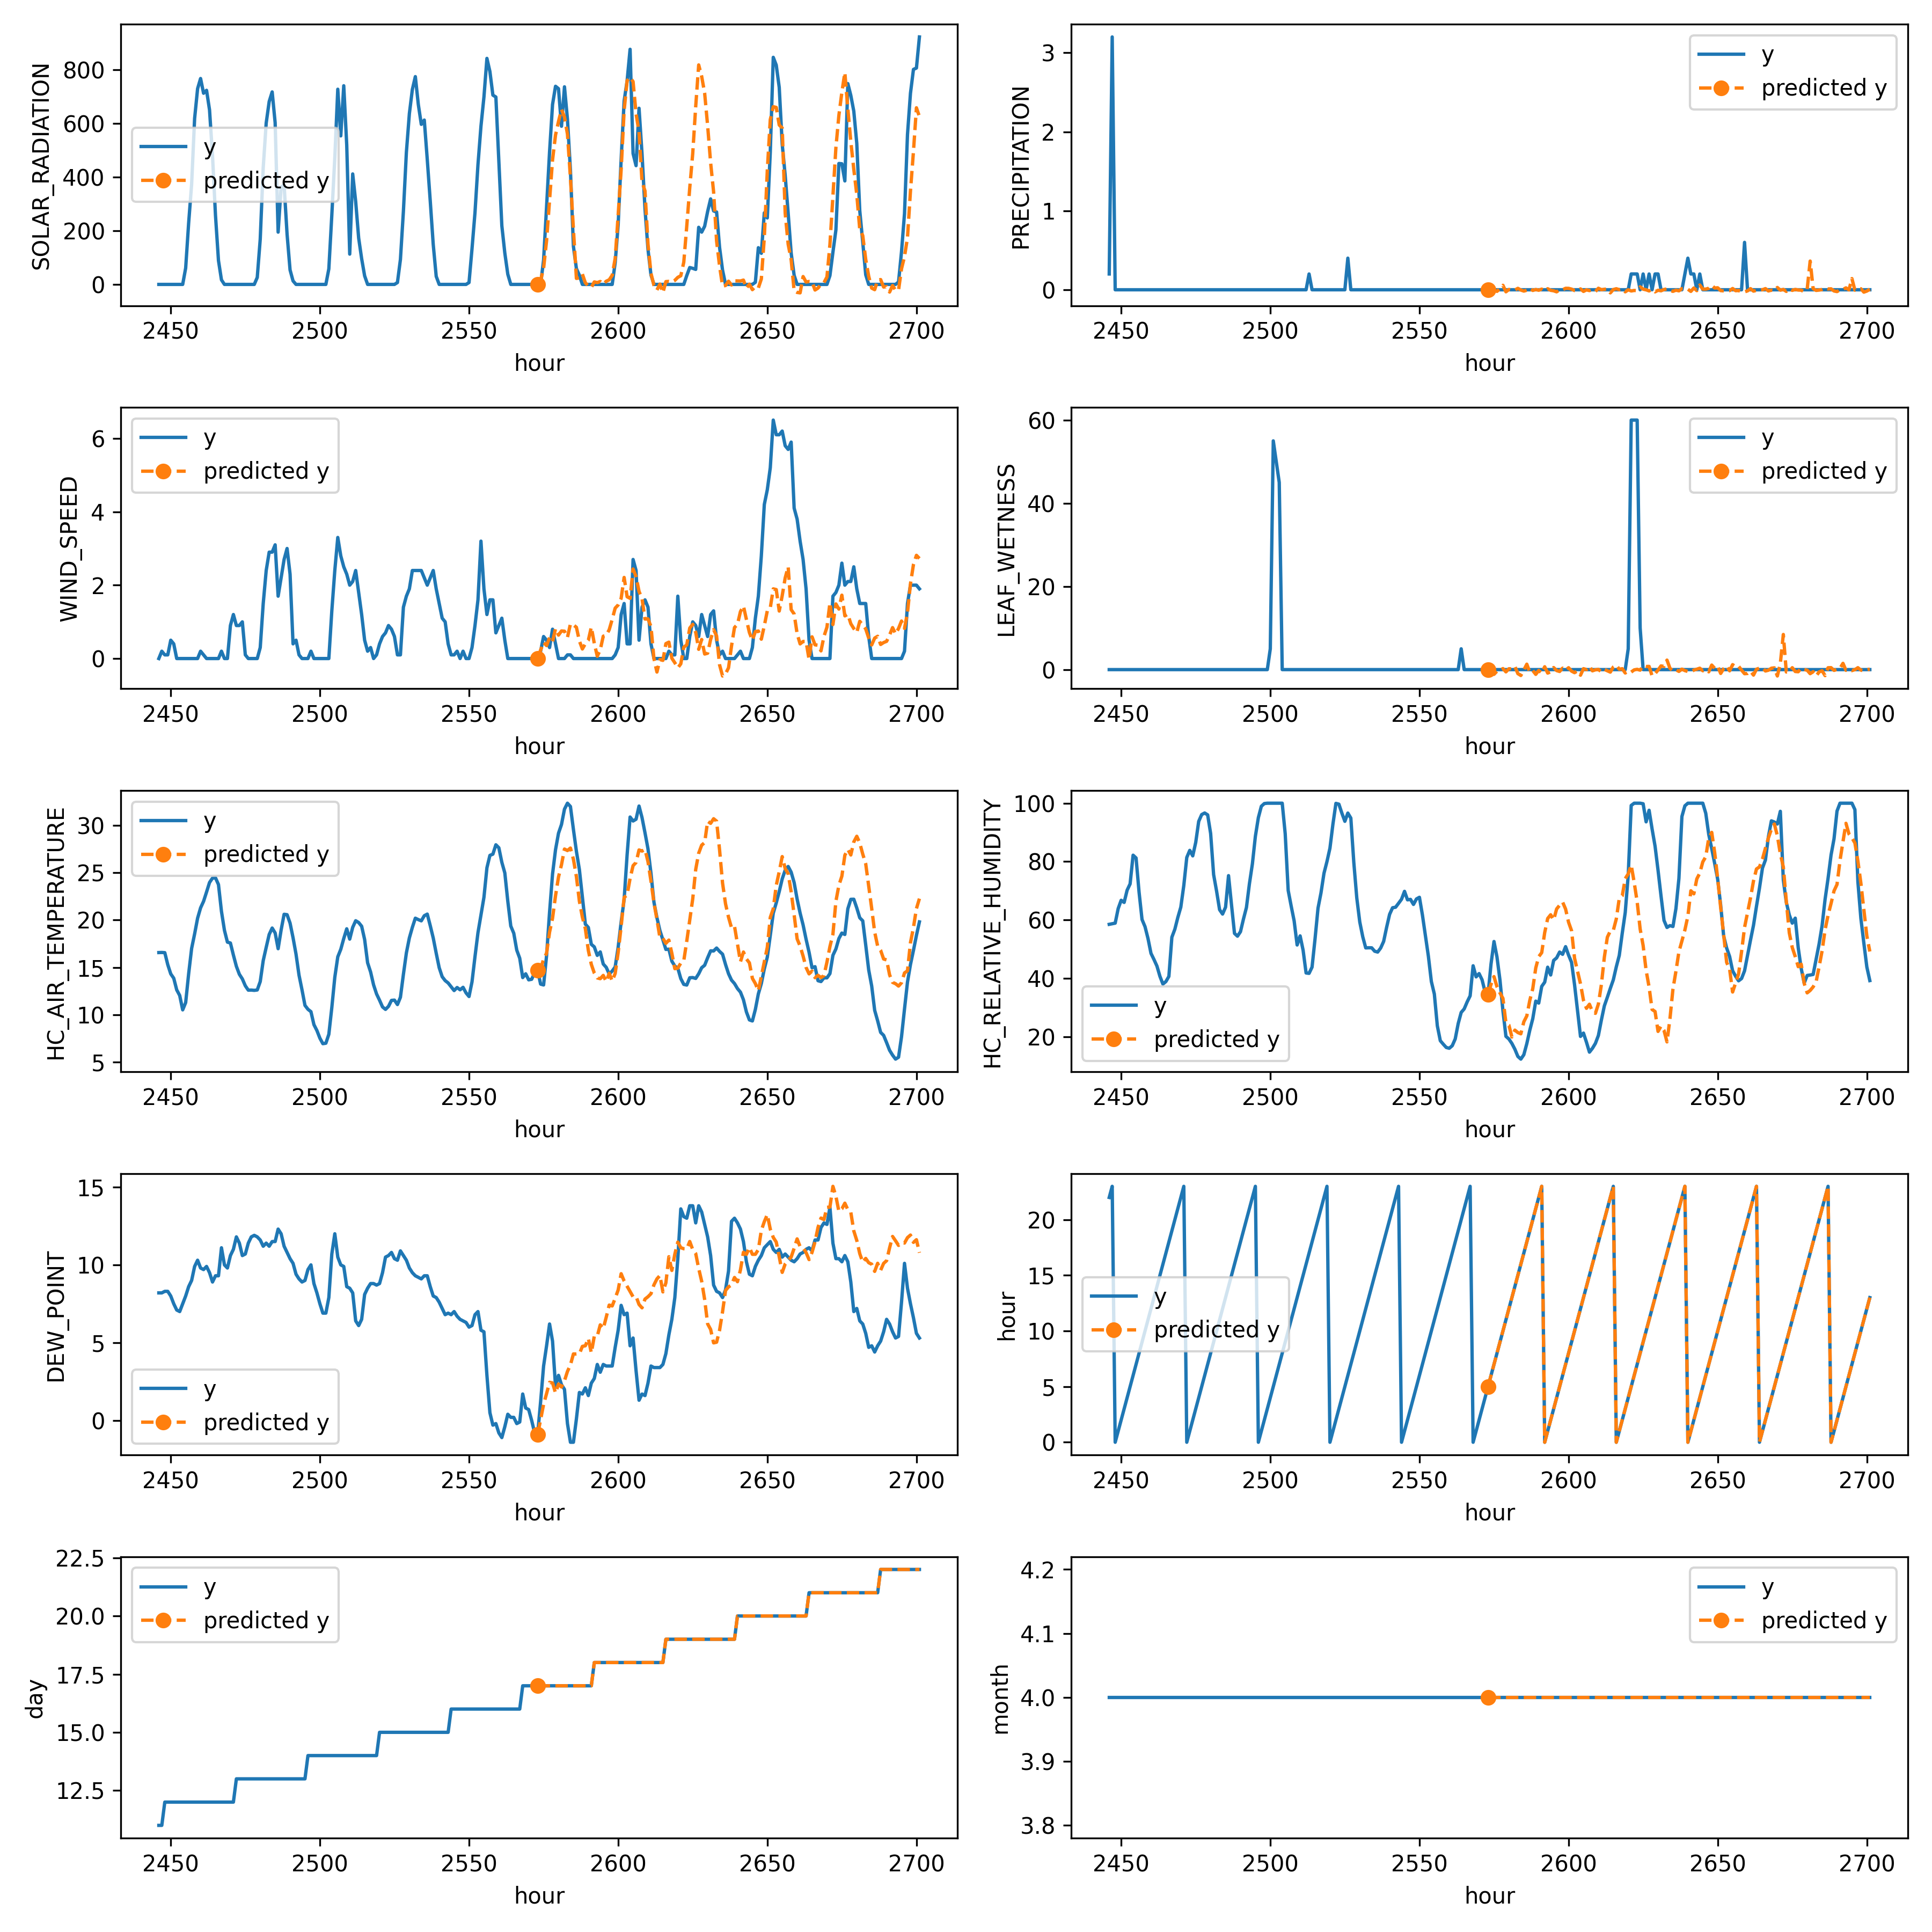 SOLAR_RADIATION
800
600
400
200
0
y
predicted y
2450 2500 2550 2600 2650 2700
hour
PRECIPITATION
3
2
1
0
y
predicted y
2450 2500 2550 2600 2650 2700
hour
WIND_SPEED
6
4
2
0
y
predicted y
2450 2500 2550 2600 2650 2700
hour
LEAF_WETNESS
60
40
20
0
y
predicted y
2450 2500 2550 2600 2650 2700
hour
HC_AIR_TEMPERATURE
30
25
20
15
10
5
y
predicted y
2450 2500 2550 2600 2650 2700
hour
HC_RELATIVE_HUMIDITY
100
80
60
40
20
y
predicted y
2450 2500 2550 2600 2650 2700
hour
DEW_POINT
15
10
5
0
y
predicted y
2450 2500 2550 2600 2650 2700
hour
hour
20
15
10
5
0
y
predicted y
2450 2500 2550 2600 2650 2700
hour
day
22.5
20.0
17.5
15.0
12.5
y
predicted y
2450 2500 2550 2600 2650 2700
hour
month
4.2
4.1
4.0
3.9
3.8
y
predicted y
2450 2500 2550 2600 2650 2700
hour